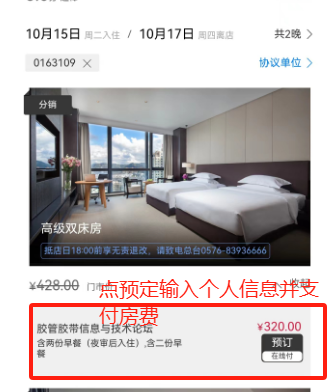 10月15日 周二入住 / 10月17日 周四离店 共2晚 >
0163109 × 协议单位 >
分销
高级双床房
抵店日18:00前享无责退改，请致电总台0576-83936666
¥428.00 门市
点预定输入个人信息并支
付房费
收起
胶管胶带信息与技术论坛 ¥320.00
含两份早餐（夜审后入住）,含二份早
餐
预订
在线付